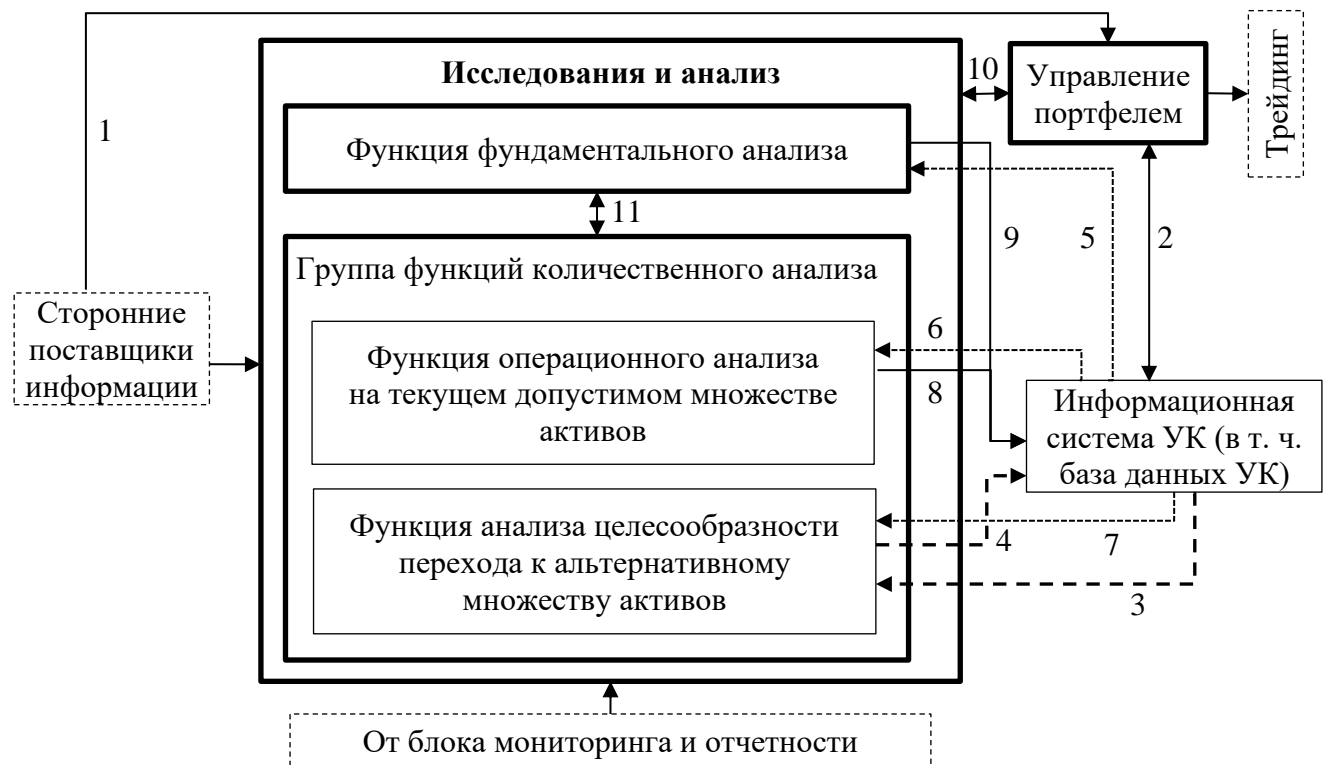 Исследования и анализ
10
Управление
портфелем
Трейдинг
1
Функция фундаментального анализа
11
9
5
2
Группа функций количественного анализа
Сторонние
поставщики
информации
6
Функция операционного анализа
на текущем допустимом множестве
активов
8
Информационная
система УК (в т. ч.
база данных УК)
Функция анализа целесообразности
перехода к альтернативному
множеству активов
4
7
3
От блока мониторинга и отчетности